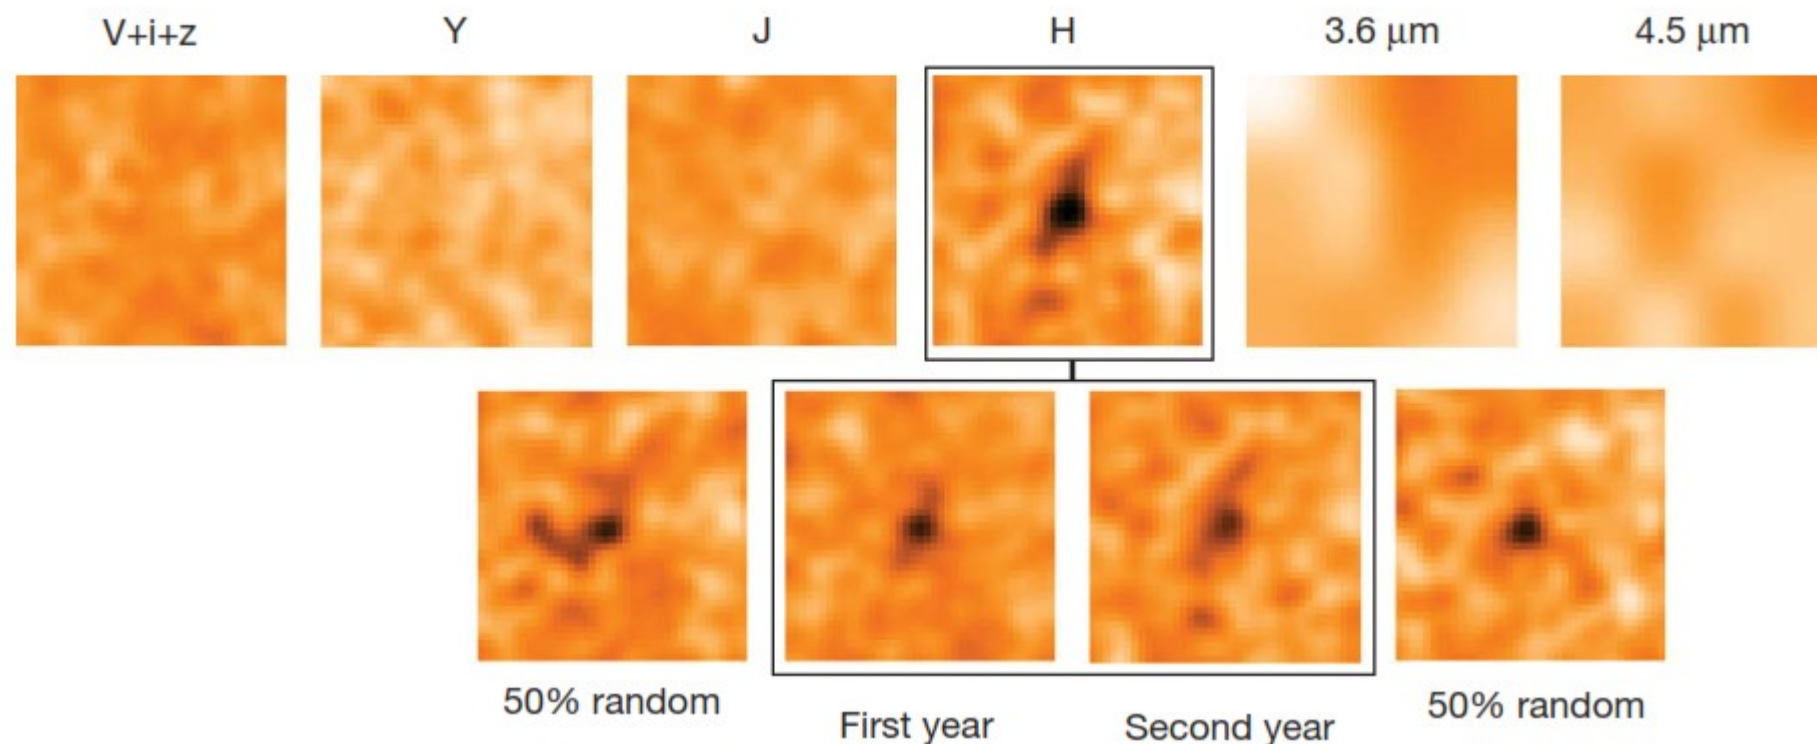 V+i+z Y J H 3.6 μm 4.5 μm
50% random First year Second year 50% random